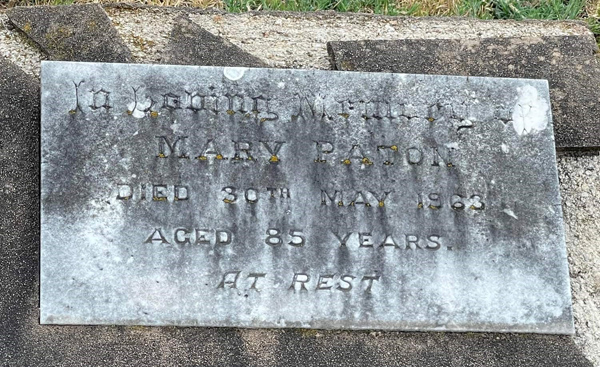 In Loving Memory of
MARY PATON
DIED 30TH MAY 1963
AGED 85 YEARS.
AT REST